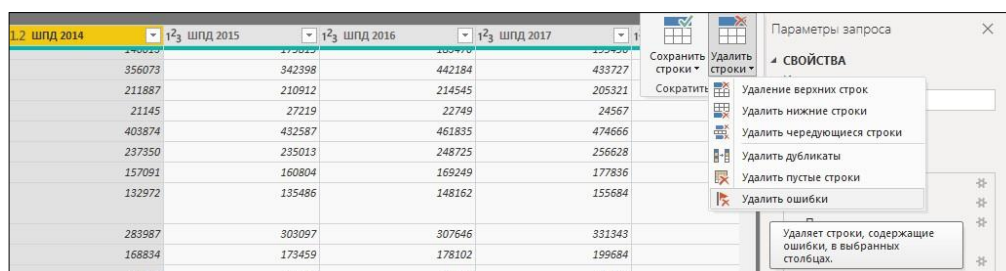 1.2 ШПД 2014 1²3 ШПД 2015 1²3 ШПД 2016 1²3 ШПД 2017
356073 342398 442184 433727
211887 210912 214545 205321
21145 27219 22749 24567
403874 432587 461835 474666
237350 235013 248725 256628
157091 160804 169249 177836
132972 135486 148162 155684
283987 303097 307646 331343
168834 173459 178102 199684
Сохранить строки
Удалить строки
Сократить
Удаление верхних строк
Удалить нижние строки
Удалить чередующиеся строки
Удалить дубликаты
Удалить пустые строки
Удалить ошибки
Удаляет строки, содержащие
ошибки, в выбранных
столбцах.
Параметры запроса
СВОЙСТВА